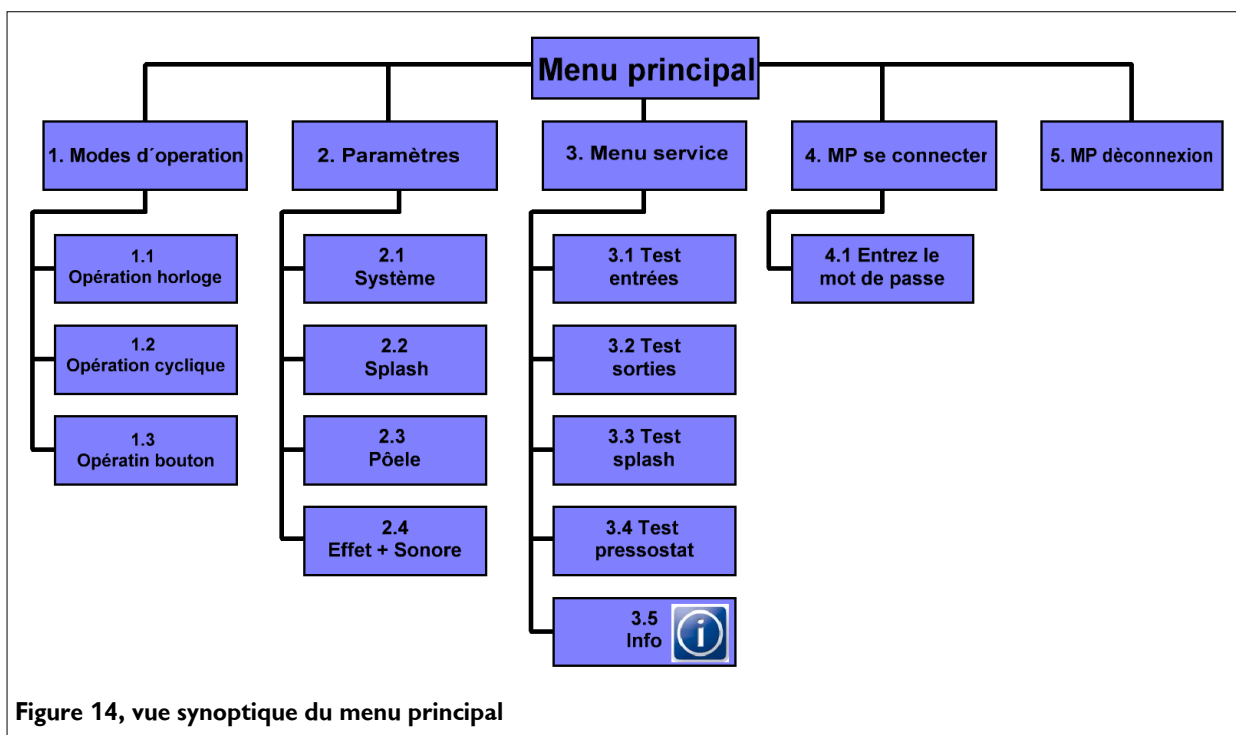 Menu principal
1. Modes d´operation
2. Paramètres
3. Menu service
4. MP se connecter
5. MP dèconnexion
1.1
Opération horloge
1.2
Opération cyclique
1.3
Opératin bouton
2.1
Système
2.2
Splash
2.3
Pôele
2.4
Effet + Sonore
3.1 Test
entrées
3.2 Test
sorties
3.3 Test
splash
3.4 Test
pressostat
3.5
Info
i
4.1 Entrez le
mot de passe
Figure 14, vue synoptique du menu principal